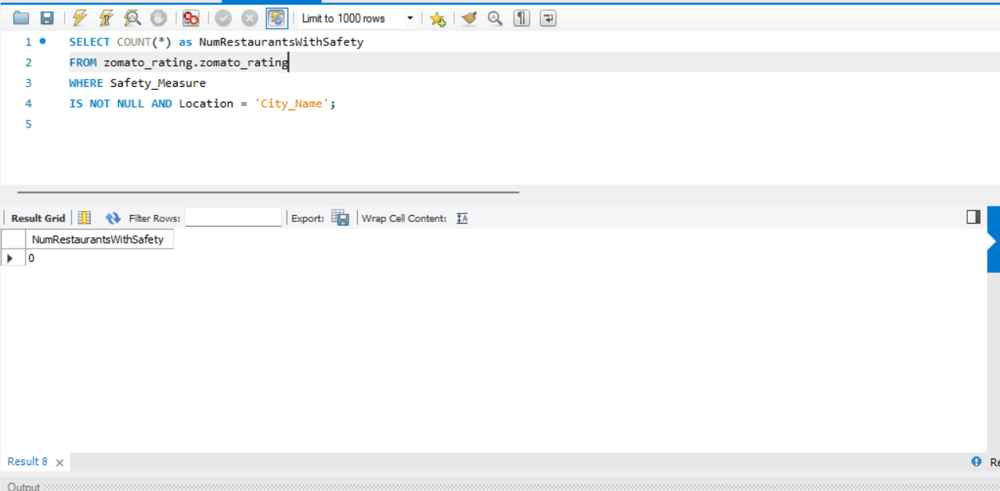 Limit to 1000 rows
1 SELECT COUNT(*) as NumRestaurantsWithSafety
2 FROM zomato_rating.zomato_rating
3 WHERE Safety_Measure
4 IS NOT NULL AND Location = 'City_Name';
5
Result Grid Filter Rows: Export: Wrap Cell Content: IA
NumRestaurantsWithSafety
0
Result 8 Re
Output